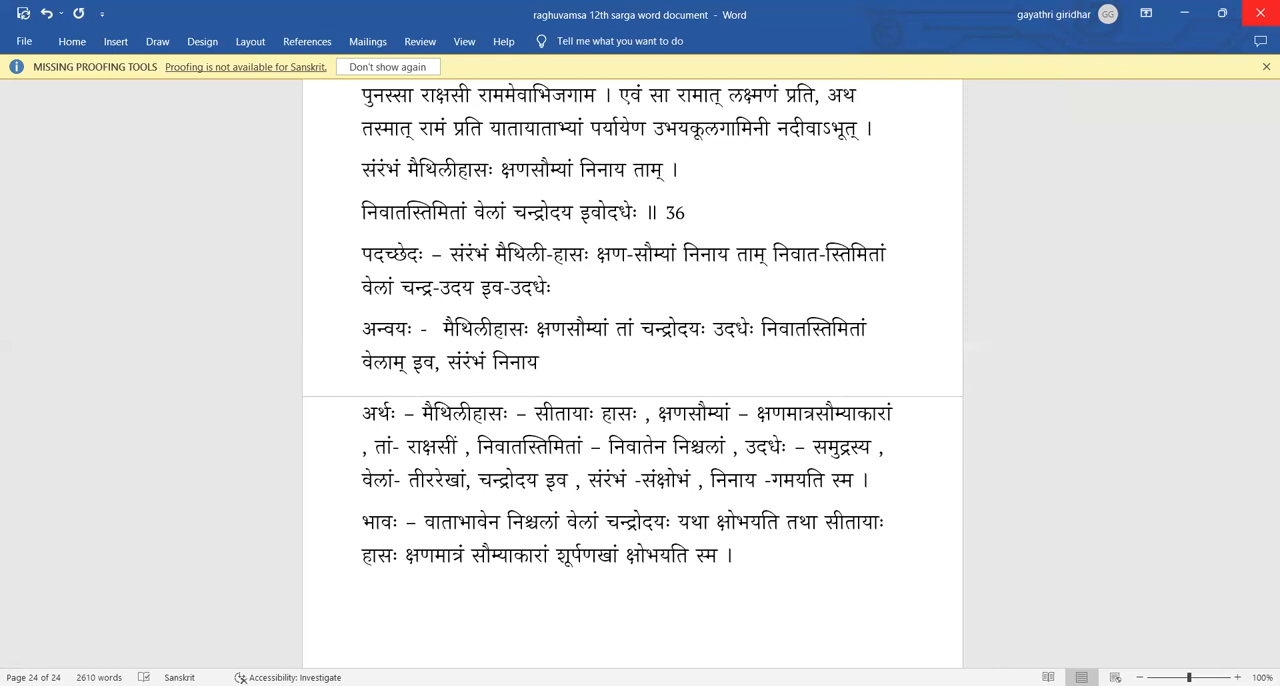 raghuvamsa 12th sarga word document - Word
gayathri giridhar GG
File Home Insert Draw Design Layout References Mailings Review View Help Tell me what you want to do
MISSING PROOFING TOOLS Proofing is not available for Sanskrit. Don't show again
पुनस्सा राक्षसी राममेवाभिजगाम । एवं सा रामात् लक्ष्मणं प्रति, अथ
तस्मात् रामं प्रति यातायाताभ्यां पर्यायेण उभयकूलगामिनी नदीवाऽभूत् ।
संरंभं मैथिलीहासः क्षणसौम्यां निनाय ताम् ।
निवातस्तिमितां वेलां चन्द्रोदय इवोदधेः ॥ 36
पदच्छेदः – संरंभं मैथिली-हासः क्षण-सौम्यां निनाय ताम् निवात-स्तिमितां
वेलां चन्द्र-उदय इव-उदधेः
अन्वयः - मैथिलीहासः क्षणसौम्यां तां चन्द्रोदयः उदधेः निवातस्तिमितां
वेलाम् इव, संरंभं निनाय
अर्थः – मैथिलीहासः – सीतायाः हासः , क्षणसौम्यां – क्षणमात्रसौम्याकारां
, तां- राक्षसीं , निवातस्तिमितां – निवातेन निश्चलां , उदधेः – समुद्रस्य ,
वेलां- तीररेखां, चन्द्रोदय इव , संरंभं -संक्षोभं , निनाय -गमयति स्म ।
भावः – वाताभावेन निश्चलां वेलां चन्द्रोदयः यथा क्षोभयति तथा सीतायाः
हासः क्षणमात्रं सौम्याकारां शूर्पणखां क्षोभयति स्म ।
Page 24 of 24 2610 words Sanskrit Accessibility: Investigate 100%